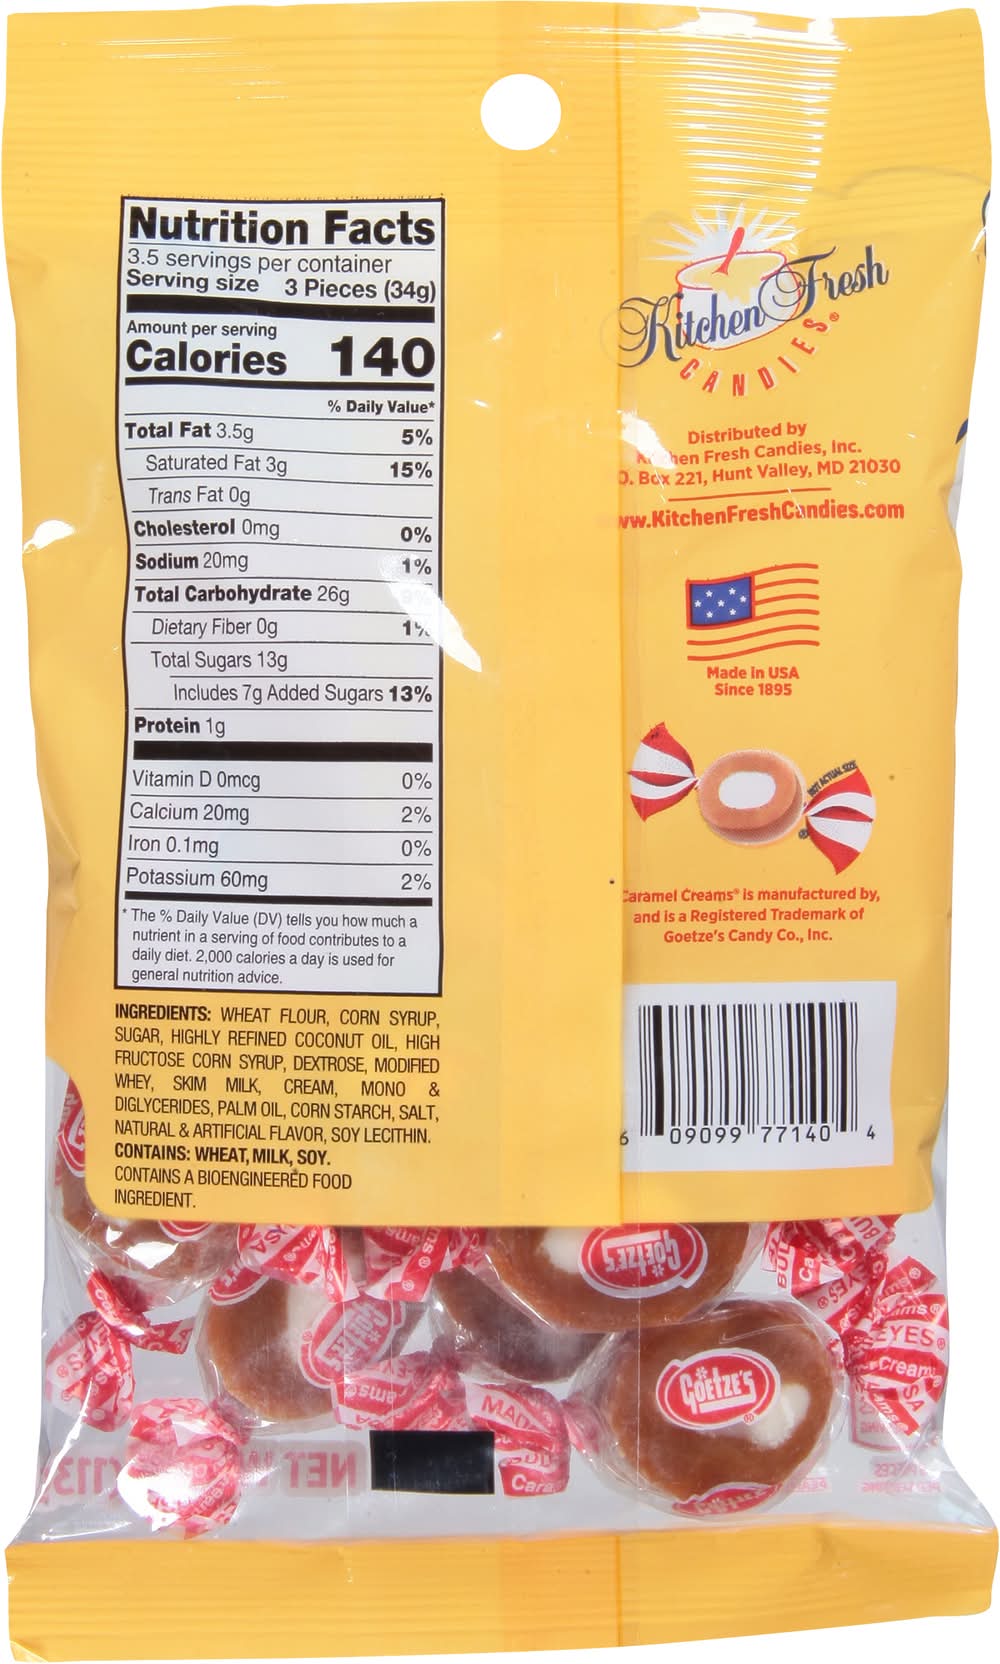 Nutrition Facts
3.5 servings per container
Serving size 3 Pieces (34g)
Amount per serving
Calories 140
% Daily Value*
Total Fat 3.5g 5%
Saturated Fat 3g 15%
Trans Fat 0g
Cholesterol 0mg 0%
Sodium 20mg 1%
Total Carbohydrate 26g 9%
Dietary Fiber 0g 1%
Total Sugars 13g
Includes 7g Added Sugars 13%
Protein 1g
Vitamin D 0mcg 0%
Calcium 20mg 2%
Iron 0.1mg 0%
Potassium 60mg 2%
* The % Daily Value (DV) tells you how much a
nutrient in a serving of food contributes to a
daily diet. 2,000 calories a day is used for
general nutrition advice.
INGREDIENTS: WHEAT FLOUR, CORN SYRUP,
SUGAR, HIGHLY REFINED COCONUT OIL, HIGH
FRUCTOSE CORN SYRUP, DEXTROSE, MODIFIED
WHEY, SKIM MILK, CREAM, MONO &
DIGLYCERIDES, PALM OIL, CORN STARCH, SALT,
NATURAL & ARTIFICIAL FLAVOR, SOY LECITHIN.
CONTAINS: WHEAT, MILK, SOY.
CONTAINS A BIOENGINEERED FOOD
INGREDIENT.
Kitchen Fresh
CANDIES®
Distributed by
Kitchen Fresh Candies, Inc.
O. Box 221, Hunt Valley, MD 21030
www.KitchenFreshCandies.com
Made in USA
Since 1895
NOT ACTUAL SIZE
®
Caramel Creams® is manufactured by,
and is a Registered Trademark of
Goetze's Candy Co., Inc.
6 09099 77140 4
GOETZE'S
GOETZE'S
GOETZE'S ®
NET